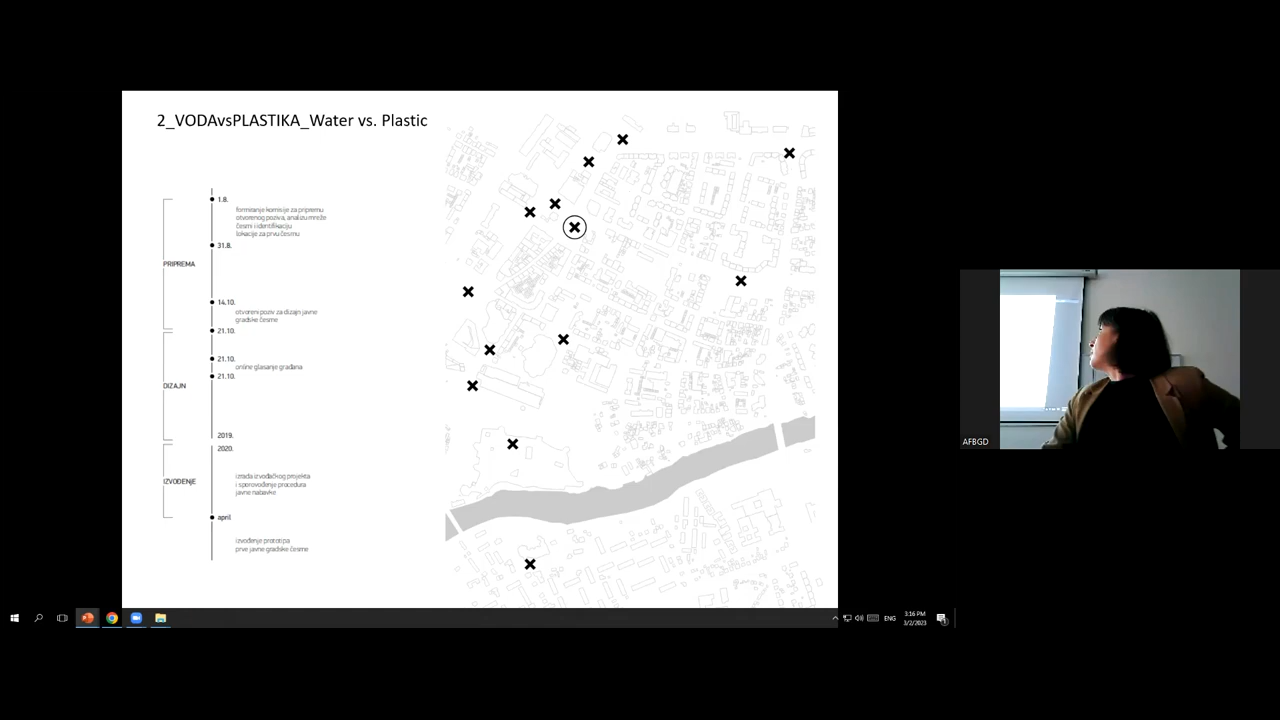 2_VODAvsPLASTIKA_Water vs. Plastic
1.8.
formiranje komisije za pripremu
otvorenog poziva, analizu mreže
česmi i identifikaciju
lokacije za prvu česmu
31.8.
PRIPREMA
14.10.
otvoreni poziv za dizajn javne
gradske česme
21.10.
21.10.
online glasanje građana
21.10.
DIZAJN
2019.
2020.
izrada izvođačkog projekta
i sporovođenje procedura
javne nabavke
IZVOĐENJE
april
izvođenje prototipa
prve javne gradske česme
AFBGD
ENG
3:16 PM
3/2/2023